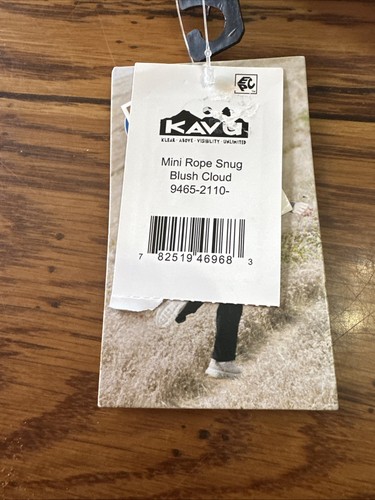 KAVU
KLEAR · ABOVE · VISIBILITY · UNLIMITED
Mini Rope Snug
Blush Cloud
9465-2110-
7 82519 46968 3